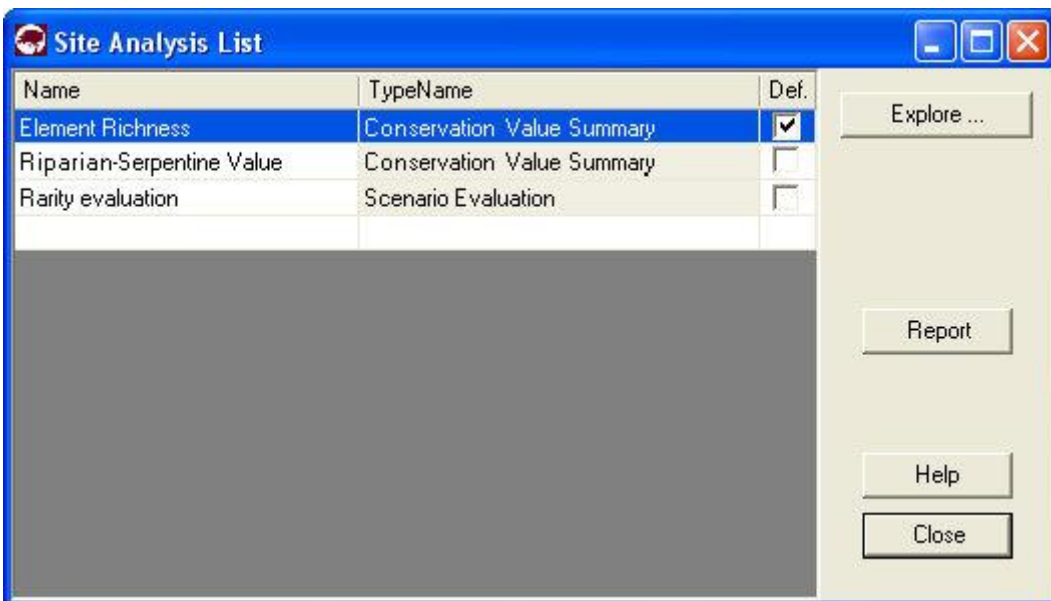 Site Analysis List
Name TypeName Def.
Element Richness Conservation Value Summary
Riparian-Serpentine Value Conservation Value Summary
Rarity evaluation Scenario Evaluation
Explore ...
Report
Help
Close